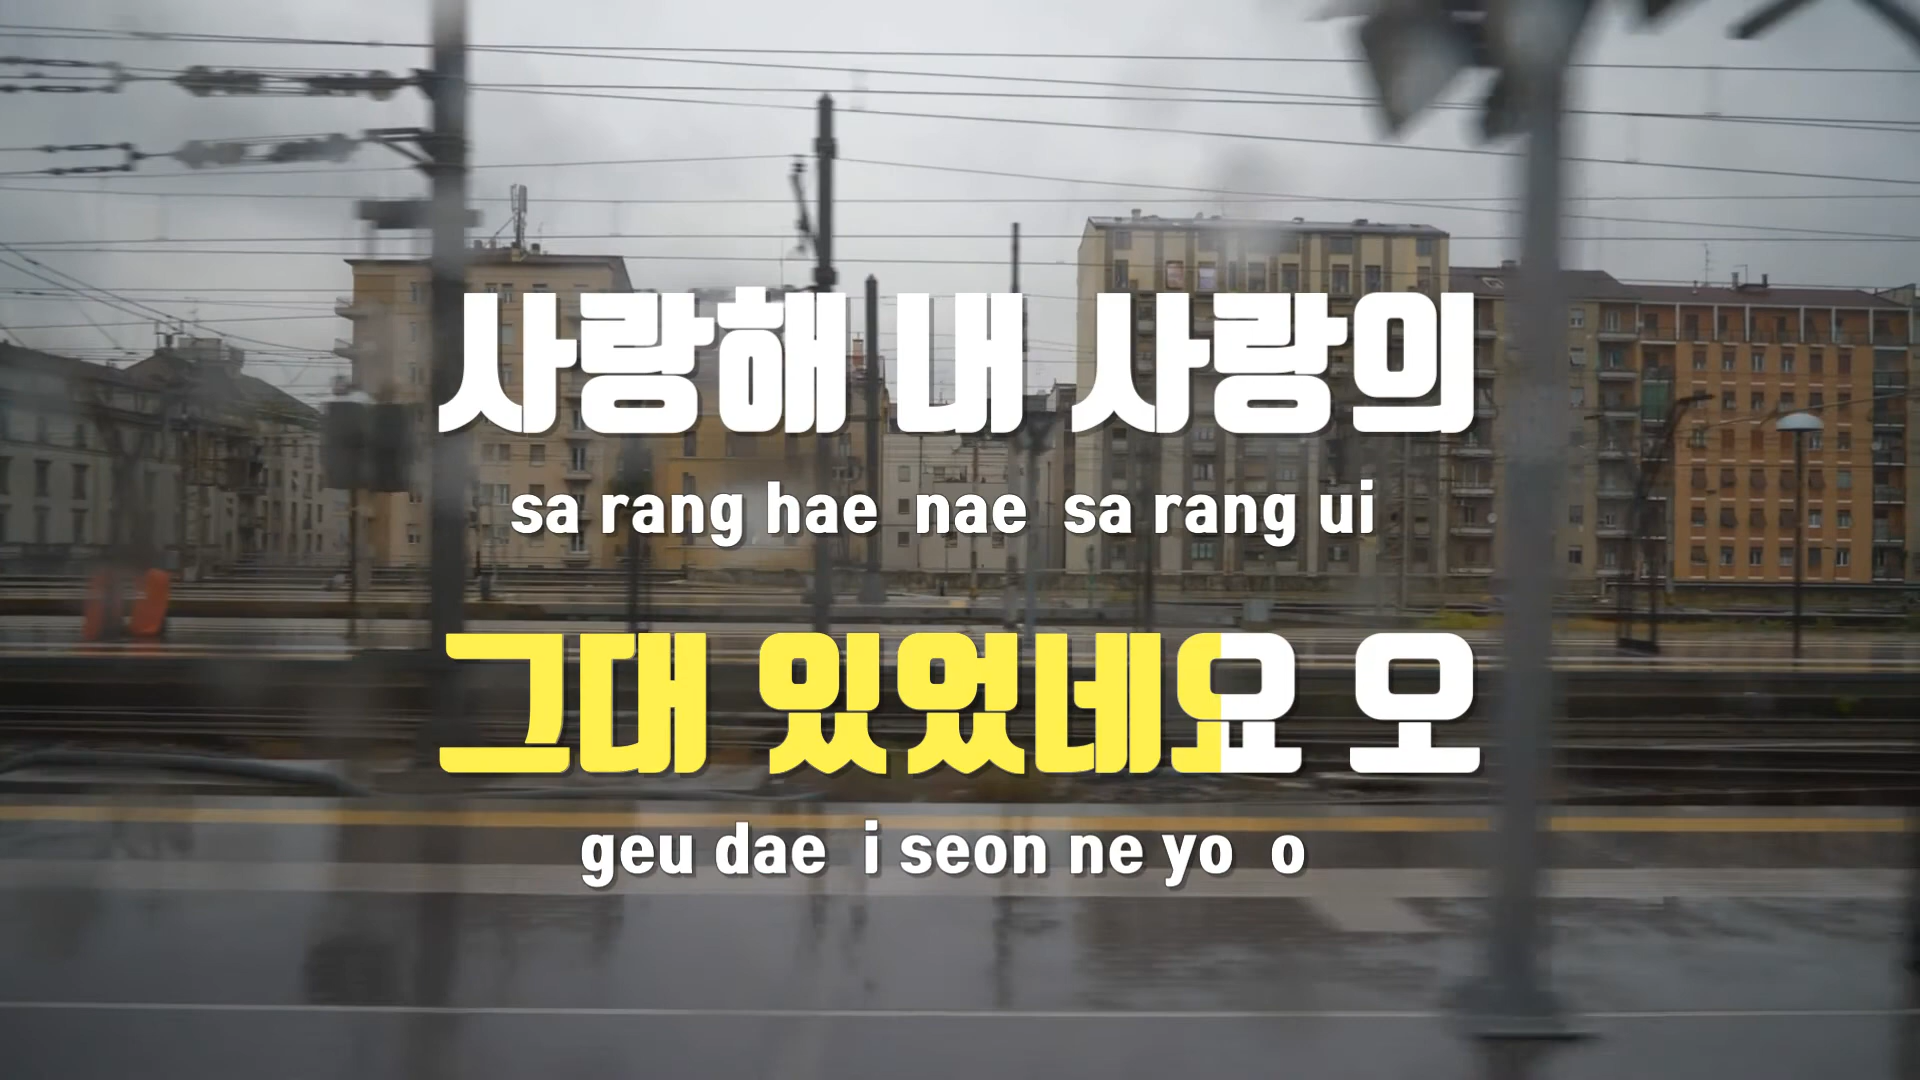 사랑해 내 사랑의
sa rang hae nae sa rang ui
그대 있었네요 오
geu dae i seon ne yo o